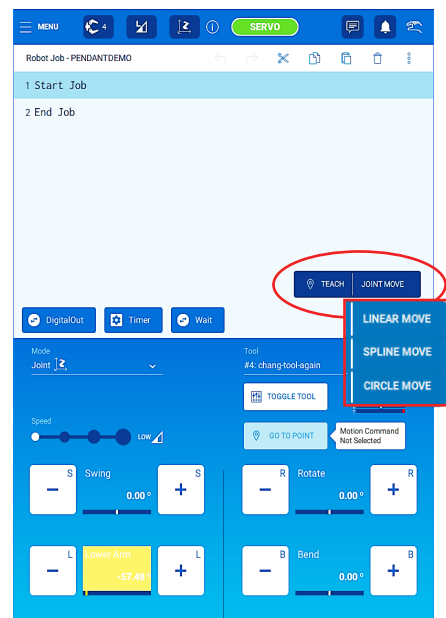 MENU
4
SERVO
Robot Job - PENDANTDEMO
1 Start Job
2 End Job
TEACH
JOINT MOVE
LINEAR MOVE
SPLINE MOVE
CIRCLE MOVE
DigitalOut
Timer
Wait
Mode
Joint
Tool
#4: chang-tool-again
TOGGLE TOOL
Speed
LOW
GO TO POINT
Motion Command
Not Selected
S
Swing
S
0.00 °
R
Rotate
R
0.00 °
L
Lower Arm
L
-57.48 °
B
Bend
B
0.00 °